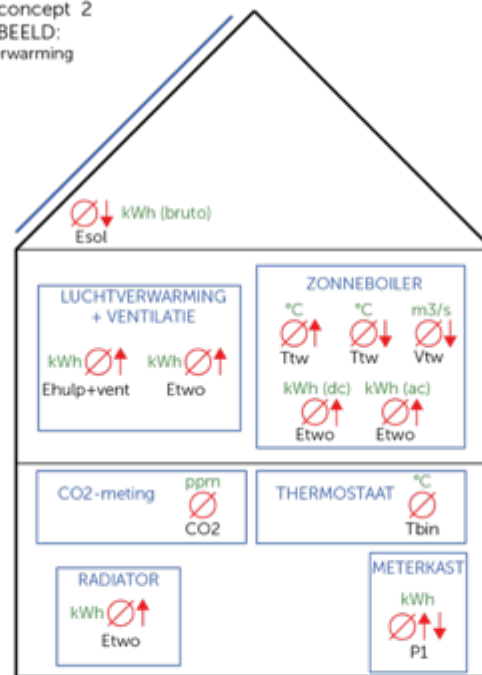 concept 2
BEELD:
erwarming
kWh (bruto)
Esol
LUCHTVERWARMING
+ VENTILATIE
kWh kWh
Ehulp+vent Etwo
ZONNEBOILER
°C °C m3/s
Ttw Ttw Vtw
kWh (dc) kWh (ac)
Etwo Etwo
CO2-meting
ppm
CO2
THERMOSTAAT
°C
Tbin
RADIATOR
kWh
Etwo
METERKAST
kWh
P1